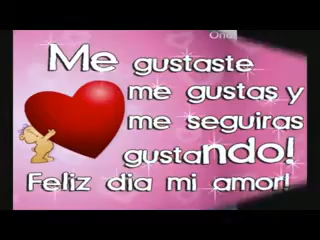 Me gustaste
me gustas y
me seguiras
gustando!
Feliz dia mi amor!